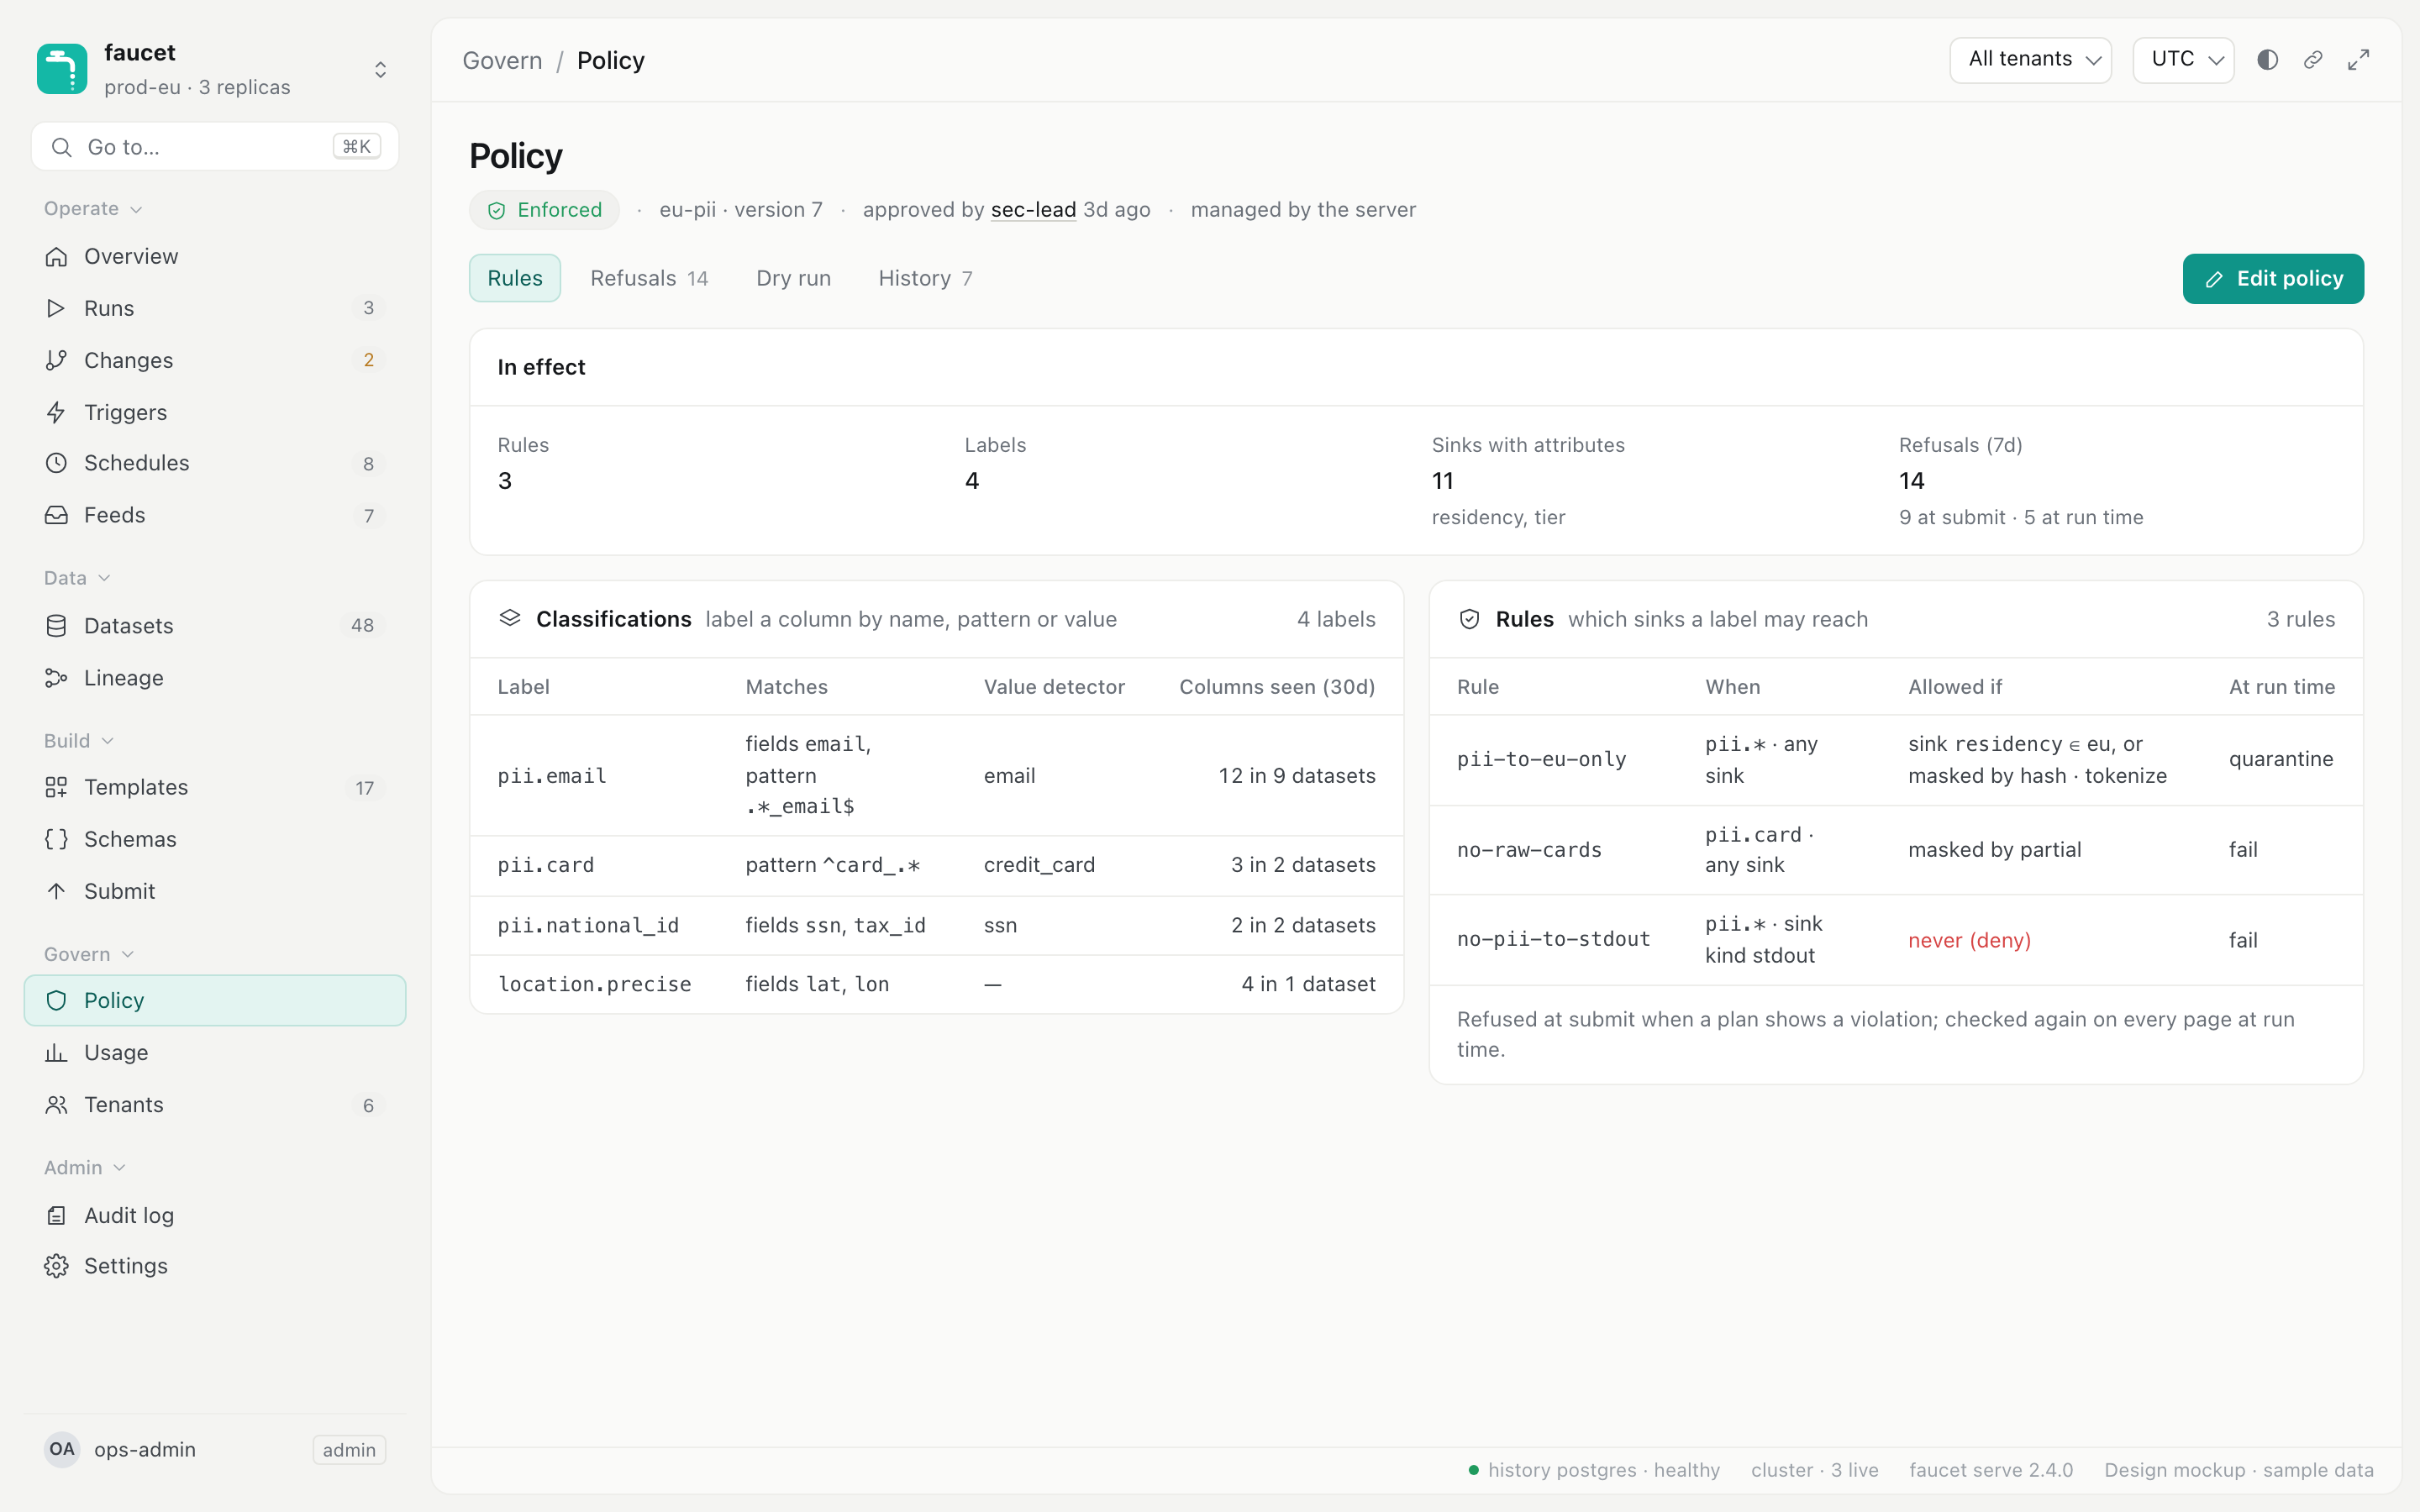 faucet
prod-eu · 3 replicas
Go to...
⌘K
Operate
Overview
Runs 3
Changes 2
Triggers
Schedules 8
Feeds 7
Data
Datasets 48
Lineage
Build
Templates 17
Schemas
Submit
Govern
Policy
Usage
Tenants 6
Admin
Audit log
Settings
OA ops-admin admin
Govern / Policy
All tenants
UTC
Policy
Enforced · eu-pii · version 7 · approved by sec-lead 3d ago · managed by the server
Rules Refusals 14 Dry run History 7
Edit policy
In effect
Rules Labels Sinks with attributes Refusals (7d)
3 4 11 14
residency, tier 9 at submit · 5 at run time
Classifications label a column by name, pattern or value 4 labels
Label Matches Value detector Columns seen (30d)
pii.email fields email, pattern .*_email$ email 12 in 9 datasets
pii.card pattern ^card_.* credit_card 3 in 2 datasets
pii.national_id fields ssn, tax_id ssn 2 in 2 datasets
location.precise fields lat, lon — 4 in 1 dataset
Rules which sinks a label may reach 3 rules
Rule When Allowed if At run time
pii-to-eu-only pii.* · any sink sink residency ∈ eu, or masked by hash · tokenize quarantine
no-raw-cards pii.card · any sink masked by partial fail
no-pii-to-stdout pii.* · sink kind stdout never (deny) fail
Refused at submit when a plan shows a violation; checked again on every page at run
time.
history postgres · healthy cluster · 3 live faucet serve 2.4.0 Design mockup · sample data